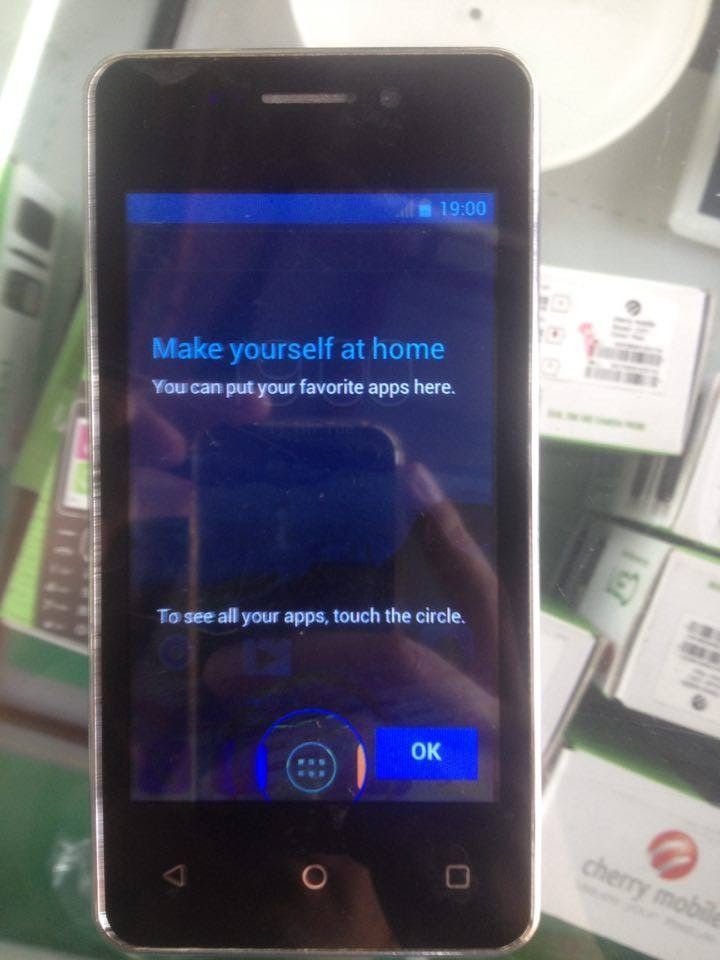 19:00
Make yourself at home
You can put your favorite apps here.
To see all your apps, touch the circle.
OK
cherry mobile